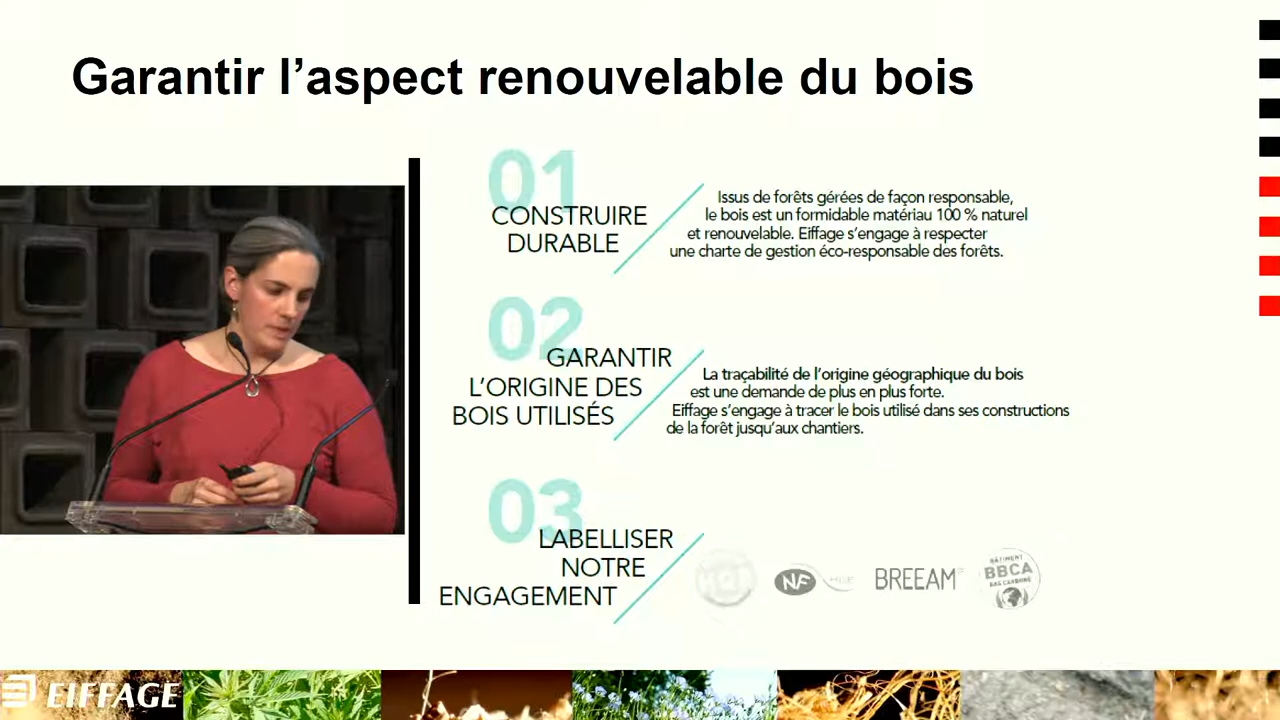 Garantir l’aspect renouvelable du bois
01
CONSTRUIRE
DURABLE
Issus de forêts gérées de façon responsable,
le bois est un formidable matériau 100 % naturel
et renouvelable. Eiffage s’engage à respecter
une charte de gestion éco-responsable des forêts.
02
GARANTIR
L’ORIGINE DES
BOIS UTILISÉS
La traçabilité de l’origine géographique du bois
est une demande de plus en plus forte.
Eiffage s’engage à tracer le bois utilisé dans ses constructions
de la forêt jusqu’aux chantiers.
03
LABELLISER
NOTRE
ENGAGEMENT
NF
HQE
BREEAM
BÂTIMENT
BBCA
BAS CARBONE
EIFFAGE